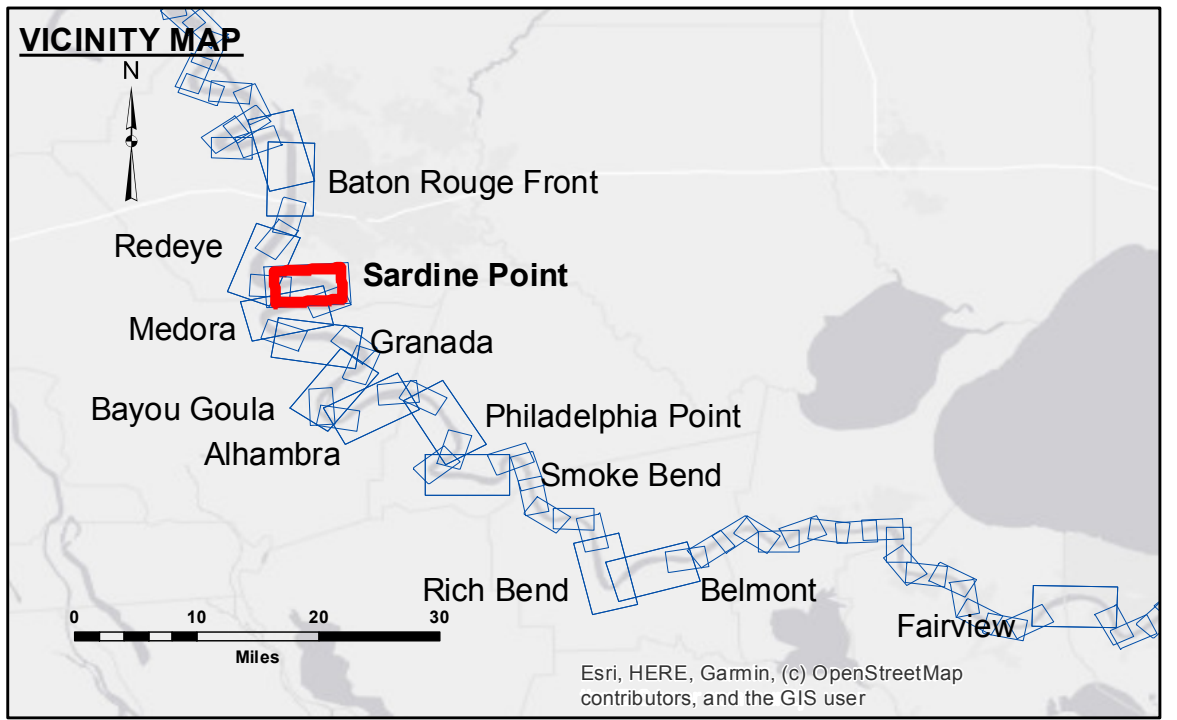 VICINITY MAP
N
Baton Rouge Front
Redeye
Sardine Point
Medora
Granada
Bayou Goula
Philadelphia Point
Alhambra
Smoke Bend
Rich Bend
Belmont
Fairview
0 10 20 30
Miles
Esri, HERE, Garmin, (c) OpenStreetMap
contributors, and the GIS user